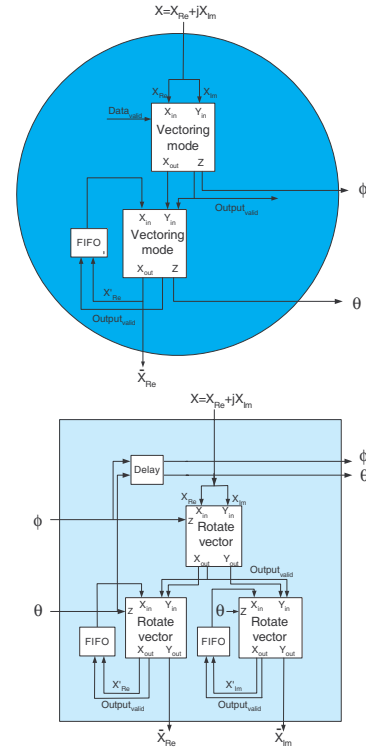 X=X_Re+jX_Im
X_Re X_Im
Data_valid
X_in Y_in
Vectoring
mode
X_out Z
ϕ
Output_valid
X_in Y_in
Vectoring
mode
X_out Z
FIFO
X'_Re
Output_valid
θ
X̄_Re
X=X_Re+jX_Im
ϕ
Delay
θ
X_Re X_Im
X_in Y_in
ϕ
Z
Rotate
vector
X_out Y_out
Output_valid
X_in Y_in
X_in Y_in
θ
Z
Rotate
vector
X_out Y_out
θ
Z
Rotate
vector
X_out Y_out
FIFO
FIFO
X'_Re
X'_Im
Output_valid
Output_valid
X̄_Re
X̄_Im